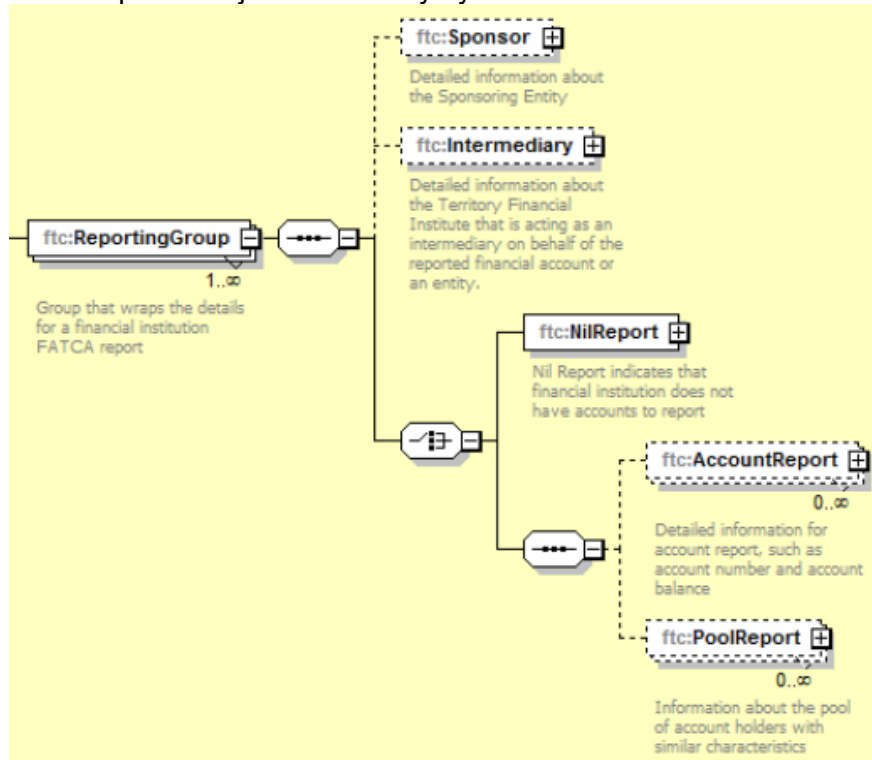 ftc:Sponsor
Detailed information about
the Sponsoring Entity
ftc:Intermediary
Detailed information about
the Territory Financial
Institute that is acting as an
intermediary on behalf of the
reported financial account or
an entity.
ftc:ReportingGroup
1..∞
Group that wraps the details
for a financial institution
FATCA report
ftc:NilReport
Nil Report indicates that
financial institution does not
have accounts to report
ftc:AccountReport
0..∞
Detailed information for
account report, such as
account number and account
balance
ftc:PoolReport
0..∞
Information about the pool
of account holders with
similar characteristics